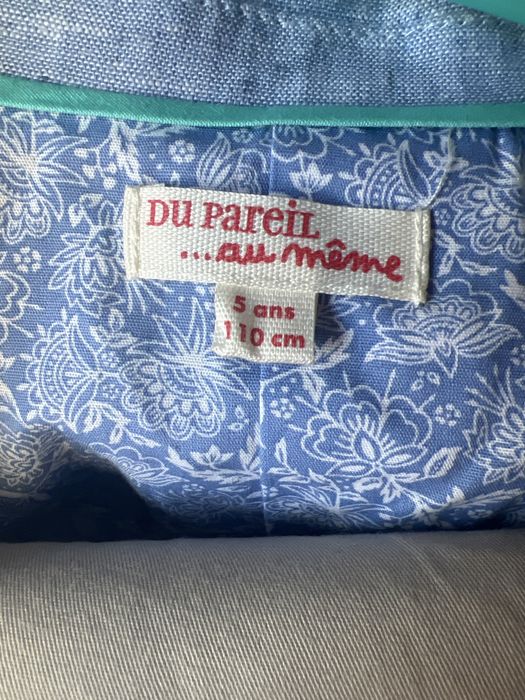 DU PareiL
...au même
5 ans
110 cm